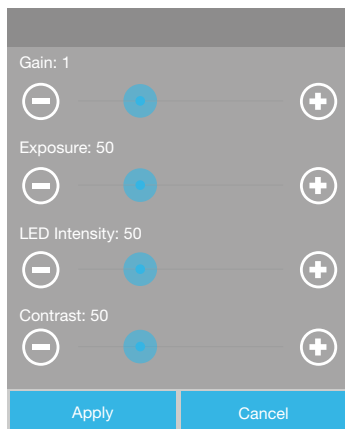 Gain: 1
Exposure: 50
LED Intensity: 50
Contrast: 50
Apply Cancel